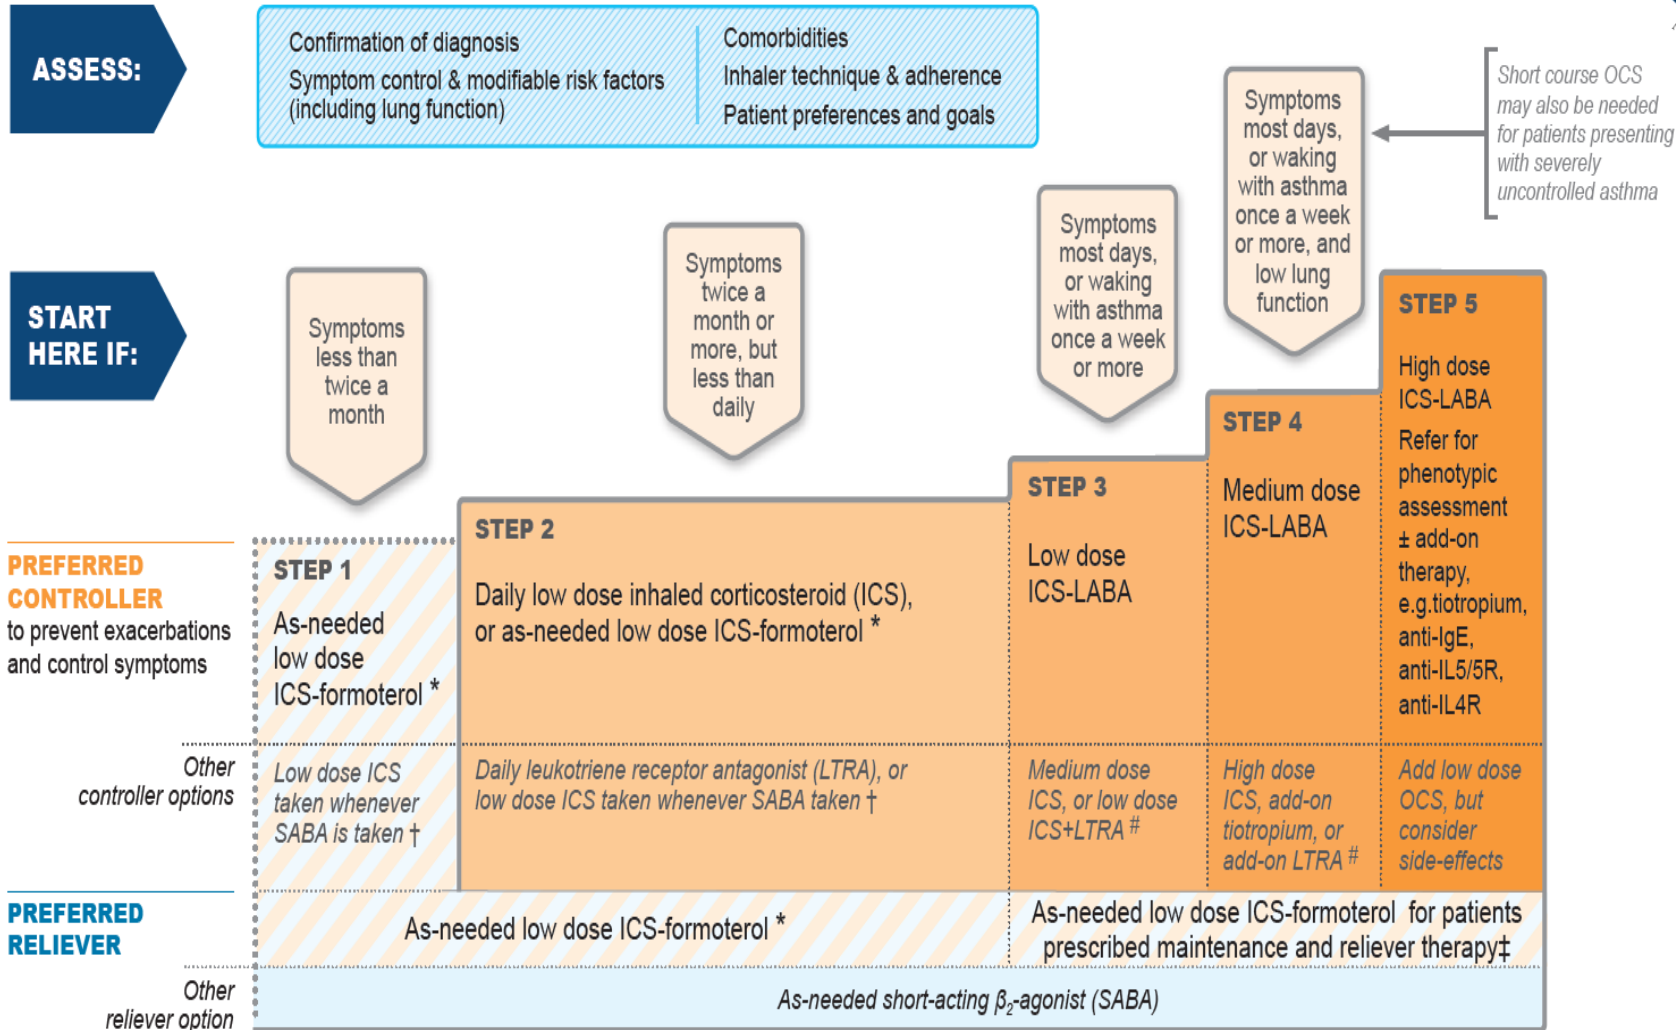 ASSESS:
Confirmation of diagnosis
Symptom control & modifiable risk factors
(including lung function)
Comorbidities
Inhaler technique & adherence
Patient preferences and goals
Short course OCS
may also be needed
for patients presenting
with severely
uncontrolled asthma
START
HERE IF:
Symptoms
less than
twice a
month
Symptoms
twice a
month or
more, but
less than
daily
Symptoms
most days,
or waking
with asthma
once a week
or more
Symptoms
most days,
or waking
with asthma
once a week
or more, and
low lung
function
PREFERRED
CONTROLLER
to prevent exacerbations
and control symptoms
STEP 1
As-needed
low dose
ICS-formoterol *
STEP 2
Daily low dose inhaled corticosteroid (ICS),
or as-needed low dose ICS-formoterol *
STEP 3
Low dose
ICS-LABA
STEP 4
Medium dose
ICS-LABA
STEP 5
High dose
ICS-LABA
Refer for
phenotypic
assessment
± add-on
therapy,
e.g.tiotropium,
anti-IgE,
anti-IL5/5R,
anti-IL4R
Other
controller options
Low dose ICS
taken whenever
SABA is taken †
Daily leukotriene receptor antagonist (LTRA), or
low dose ICS taken whenever SABA taken †
Medium dose
ICS, or low dose
ICS+LTRA #
High dose
ICS, add-on
tiotropium, or
add-on LTRA #
Add low dose
OCS, but
consider
side-effects
PREFERRED
RELIEVER
As-needed low dose ICS-formoterol *
As-needed low dose ICS-formoterol for patients
prescribed maintenance and reliever therapy‡
Other
reliever option
As-needed short-acting β₂-agonist (SABA)